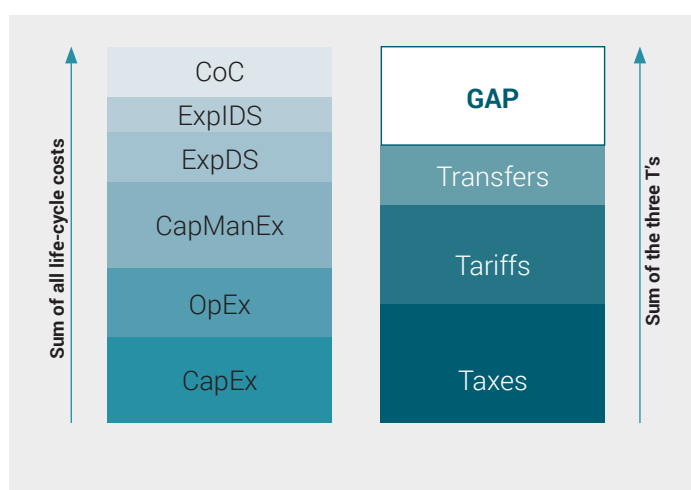 Sum of all life-cycle costs
CoC
ExpIDS
ExpDS
CapManEx
OpEx
CapEx
GAP
Transfers
Tariffs
Taxes
Sum of the three T's